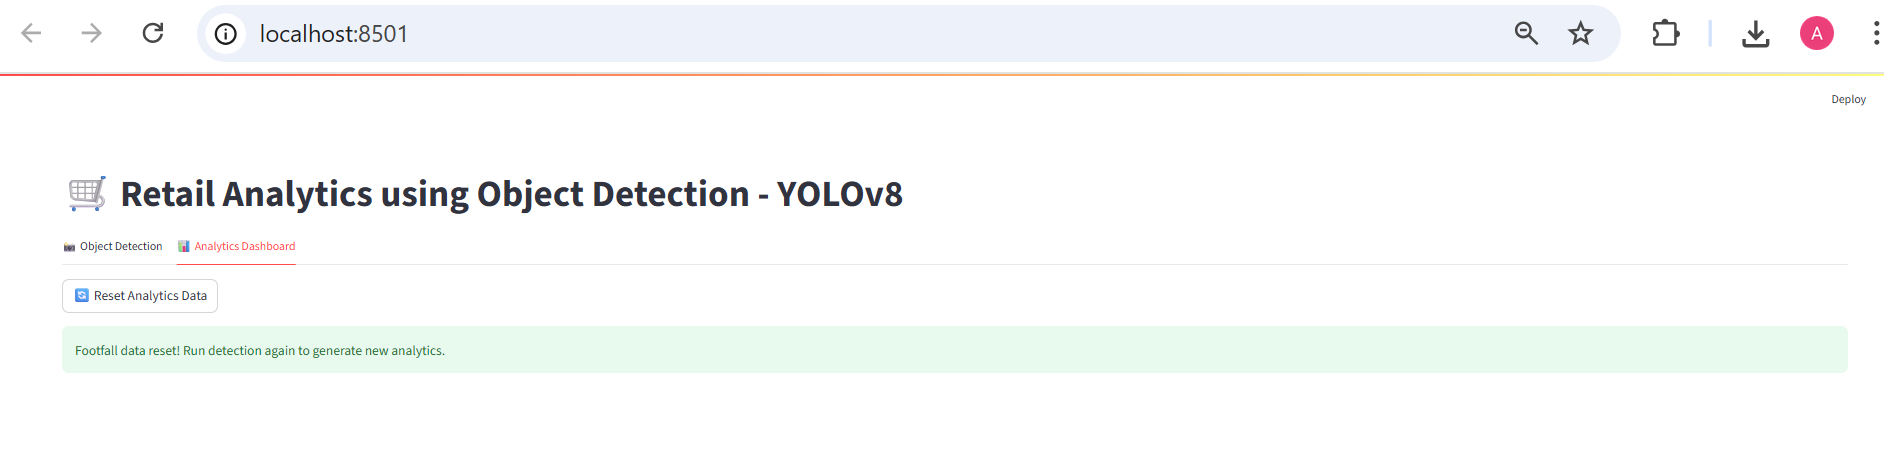 localhost:8501
A
Deploy
Retail Analytics using Object Detection - YOLOv8
Object Detection Analytics Dashboard
Reset Analytics Data
Footfall data reset! Run detection again to generate new analytics.